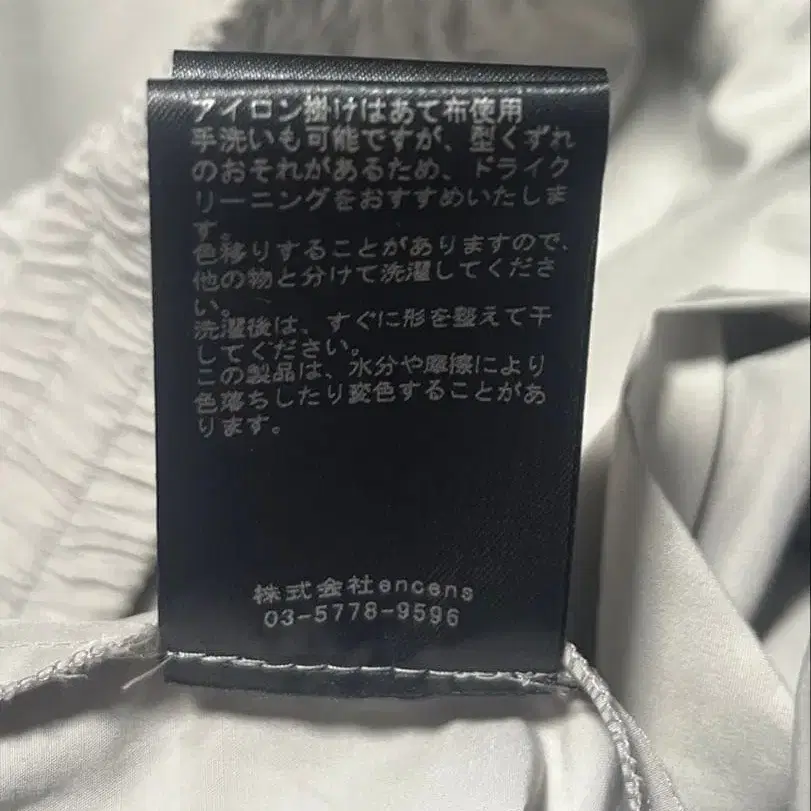 アイロン掛けはあて布使用
手洗いも可能ですが、型くずれ
のおそれがあるため、ドライク
リーニングをおすすめいたしま
す。
色移りすることがありますので、
他の物と分けて洗濯してくださ
い。
洗濯後は、すぐに形を整えて干
してください。
この製品は、水分や摩擦により
色落ちしたり変色することがあ
ります。
株式会社encens
03-5778-9596